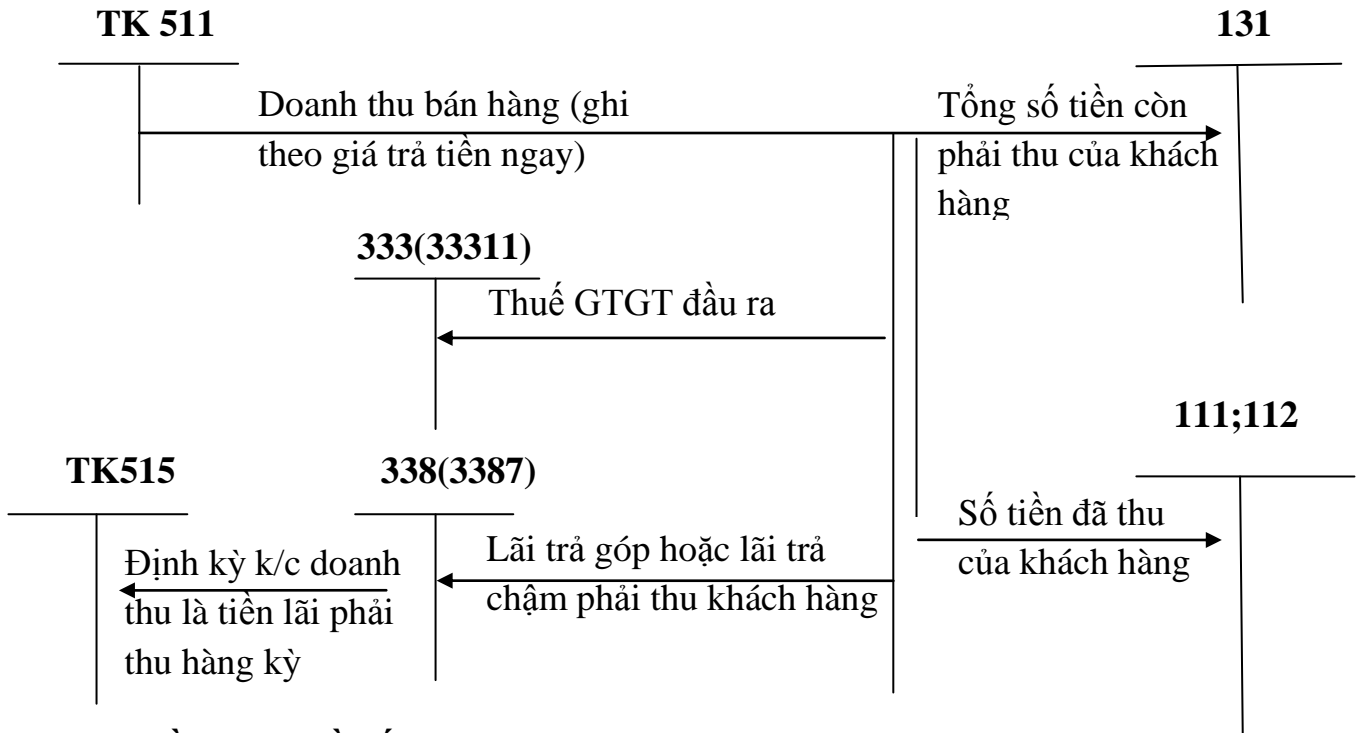 TK 511
131
Doanh thu bán hàng (ghi
theo giá trả tiền ngay)
Tổng số tiền còn
phải thu của khách
hàng
333(33311)
Thuế GTGT đầu ra
111;112
TK515
338(3387)
Số tiền đã thu
của khách hàng
Định kỳ k/c doanh
thu là tiền lãi phải
thu hàng kỳ
Lãi trả góp hoặc lãi trả
chậm phải thu khách hàng